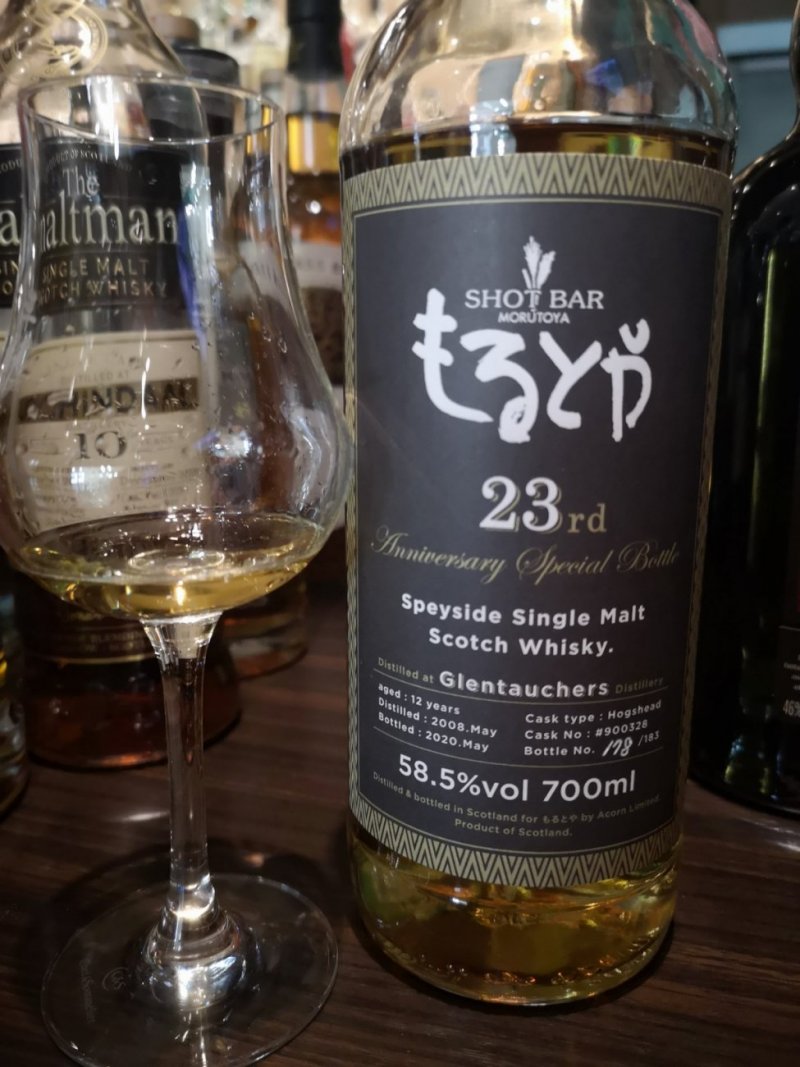 The
altman
SINGLE MALT
SCOTCH WHISKY
10
SHOT BAR
MORŪTOYA
もるとや
23rd
Anniversary Special Bottle
Speyside Single Malt
Scotch Whisky.
Distilled at Glentauchers Distillery
aged : 12 years
Distilled : 2008.May
Bottled : 2020.May
Cask type : Hogshead
Cask No : #900326
Bottle No. 178 /183
58.5%vol 700ml
Distilled & bottled in Scotland for もるとや by Acorn Limited.
Product of Scotland.
46%